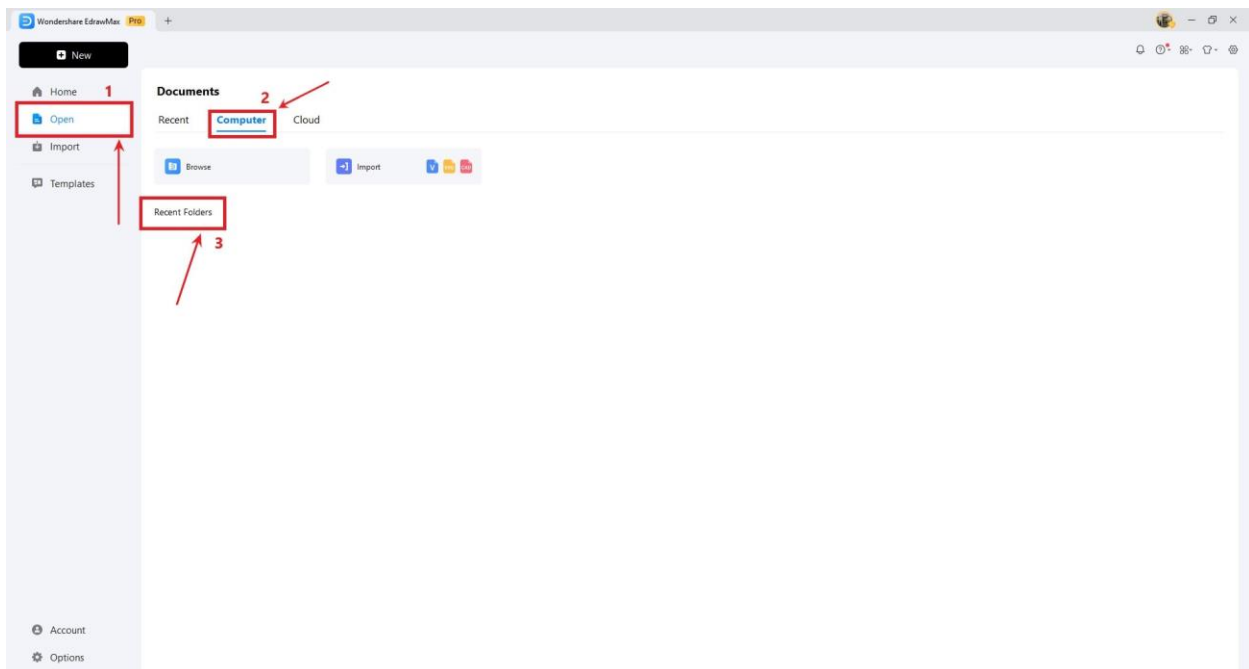 Wondershare EdrawMax Pro
New
Home 1
Open
Import
Templates
Documents
2
Recent Computer Cloud
Browse
Import V CAD
Recent Folders
3
Account
Options